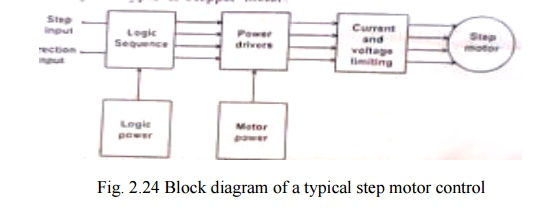 Step
input
rection
input
Logic
Sequence
Power
drivers
Current
and
voltage
limiting
Step
motor
Logic
power
Motor
power
Fig. 2.24 Block diagram of a typical step motor control